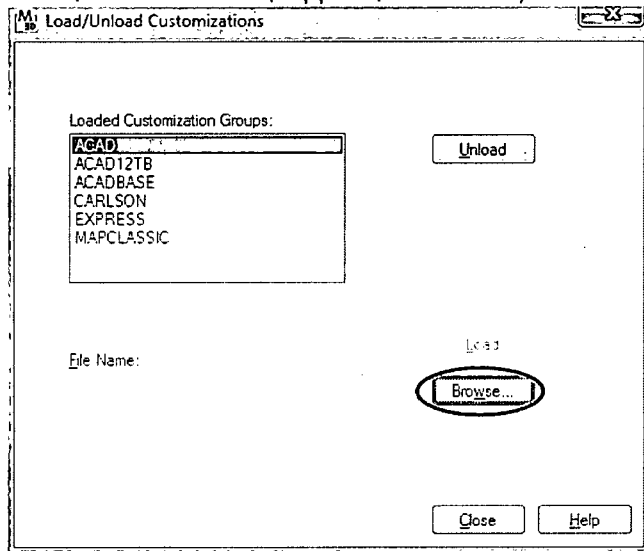 Load/Unload Customizations
Loaded Customization Groups:
ACAD
ACAD12TB
ACADBASE
CARLSON
EXPRESS
MAPCLASSIC
Unload
Load
File Name:
Browse...
Close
Help